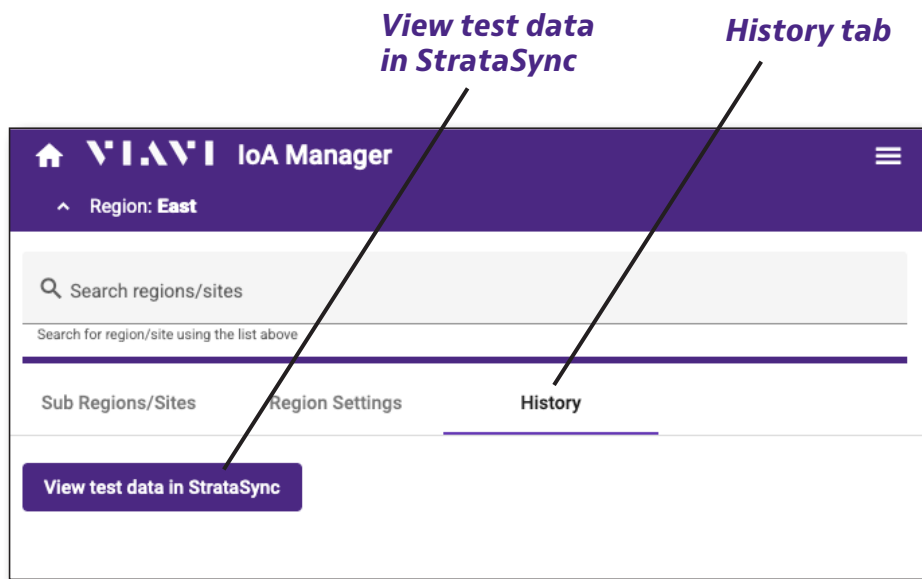 View test data
in StrataSync
History tab
VIAVI IoA Manager
Region: East
Search regions/sites
Search for region/site using the list above
Sub Regions/Sites Region Settings History
View test data in StrataSync